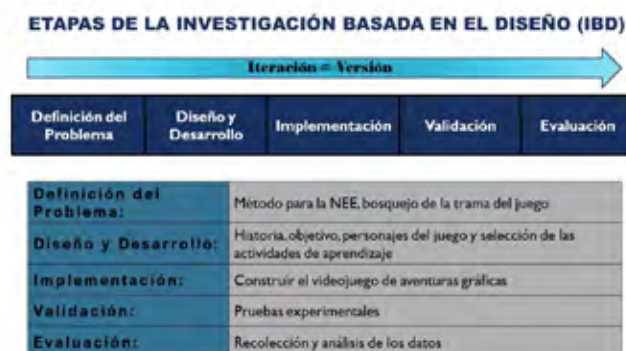 ETAPAS DE LA INVESTIGACIÓN BASADA EN EL DISEÑO (IBD)
Iteración = Versión
Definición del
Problema
Diseño y
Desarrollo
Implementación
Validación
Evaluación
Definición del
Problema:
Método para la NEE, bosquejo de la trama del juego
Diseño y Desarrollo:
Historia, objetivo, personajes del juego y selección de las
actividades de aprendizaje
Implementación:
Construir el videojuego de aventuras gráficas
Validación:
Pruebas experimentales
Evaluación:
Recolección y análisis de los datos